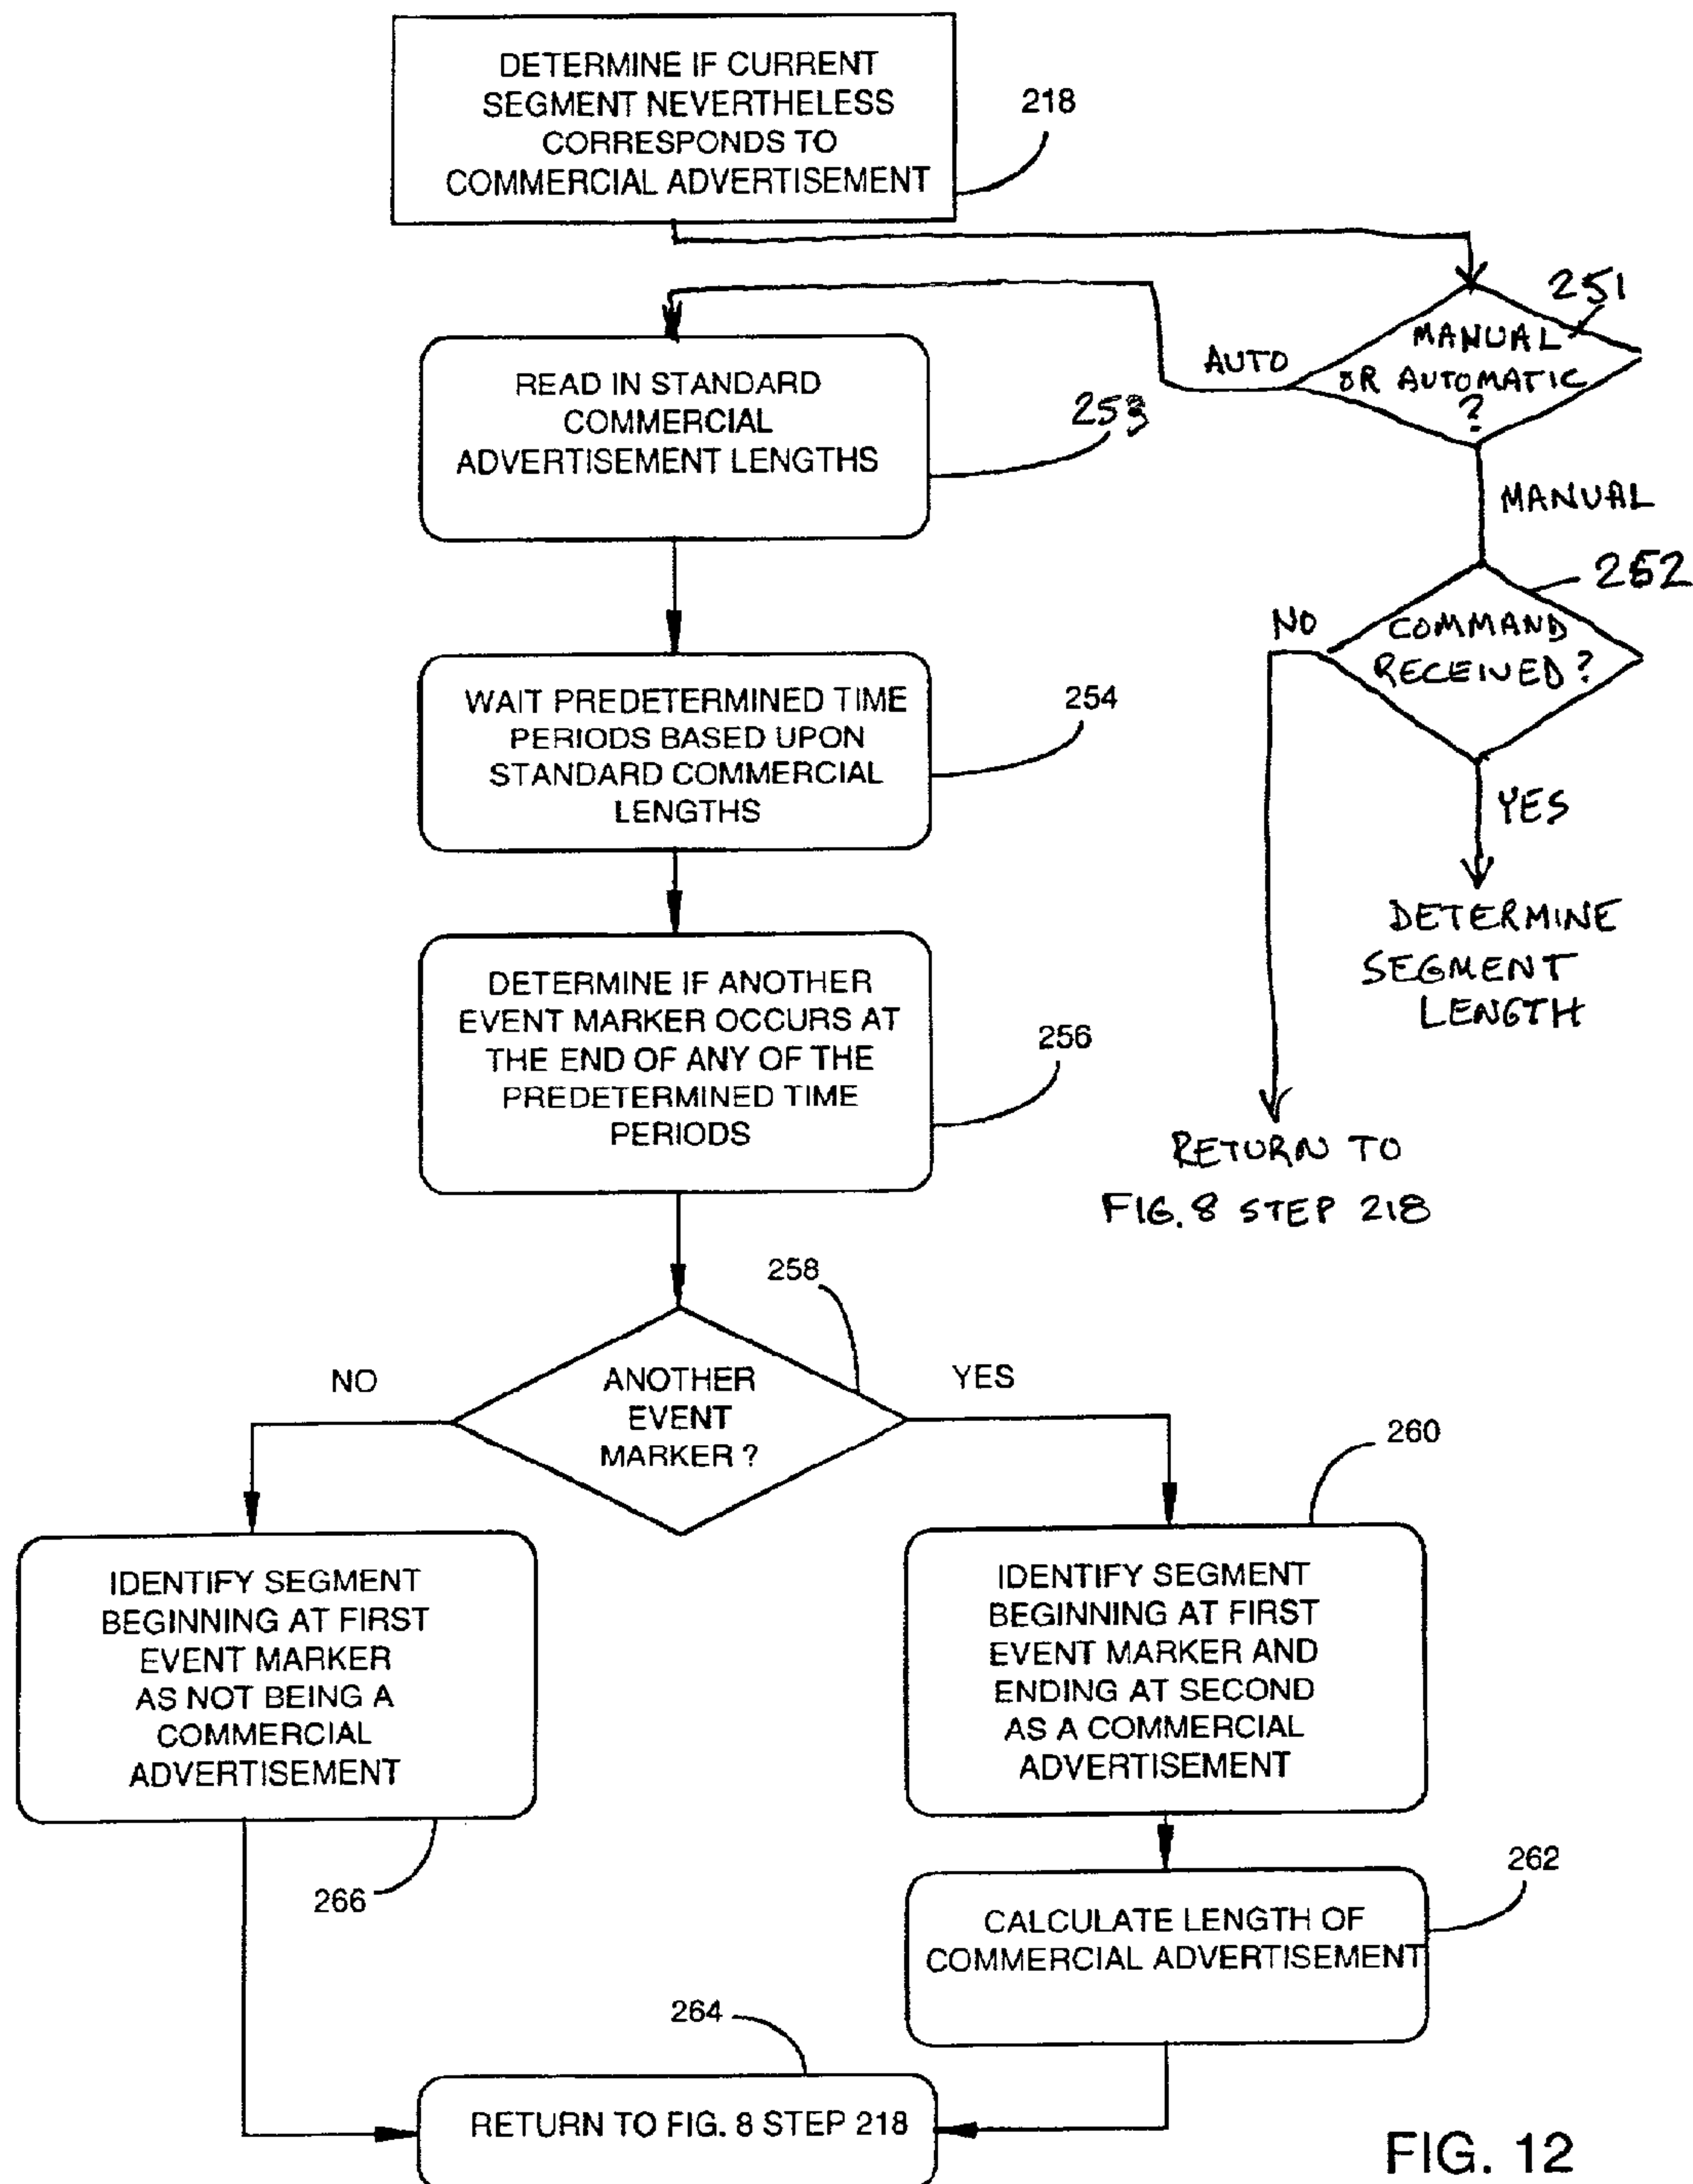 DETERMINE IF CURRENT
SEGMENT NEVERTHELESS
CORRESPONDS TO
COMMERCIAL ADVERTISEMENT
218
251
MANUAL
OR AUTOMATIC
?
AUTO
READ IN STANDARD
COMMERCIAL
ADVERTISEMENT LENGTHS
253
MANUAL
252
COMMAND
RECEIVED?
NO
YES
DETERMINE
SEGMENT
LENGTH
RETURN TO
FIG. 8 STEP 218
WAIT PREDETERMINED TIME
PERIODS BASED UPON
STANDARD COMMERCIAL
LENGTHS
254
DETERMINE IF ANOTHER
EVENT MARKER OCCURS AT
THE END OF ANY OF THE
PREDETERMINED TIME
PERIODS
256
258
ANOTHER
EVENT
MARKER ?
NO
YES
IDENTIFY SEGMENT
BEGINNING AT FIRST
EVENT MARKER
AS NOT BEING A
COMMERCIAL
ADVERTISEMENT
266
260
IDENTIFY SEGMENT
BEGINNING AT FIRST
EVENT MARKER AND
ENDING AT SECOND
AS A COMMERCIAL
ADVERTISEMENT
262
CALCULATE LENGTH OF
COMMERCIAL ADVERTISEMENT
264
RETURN TO FIG. 8 STEP 218
FIG. 12